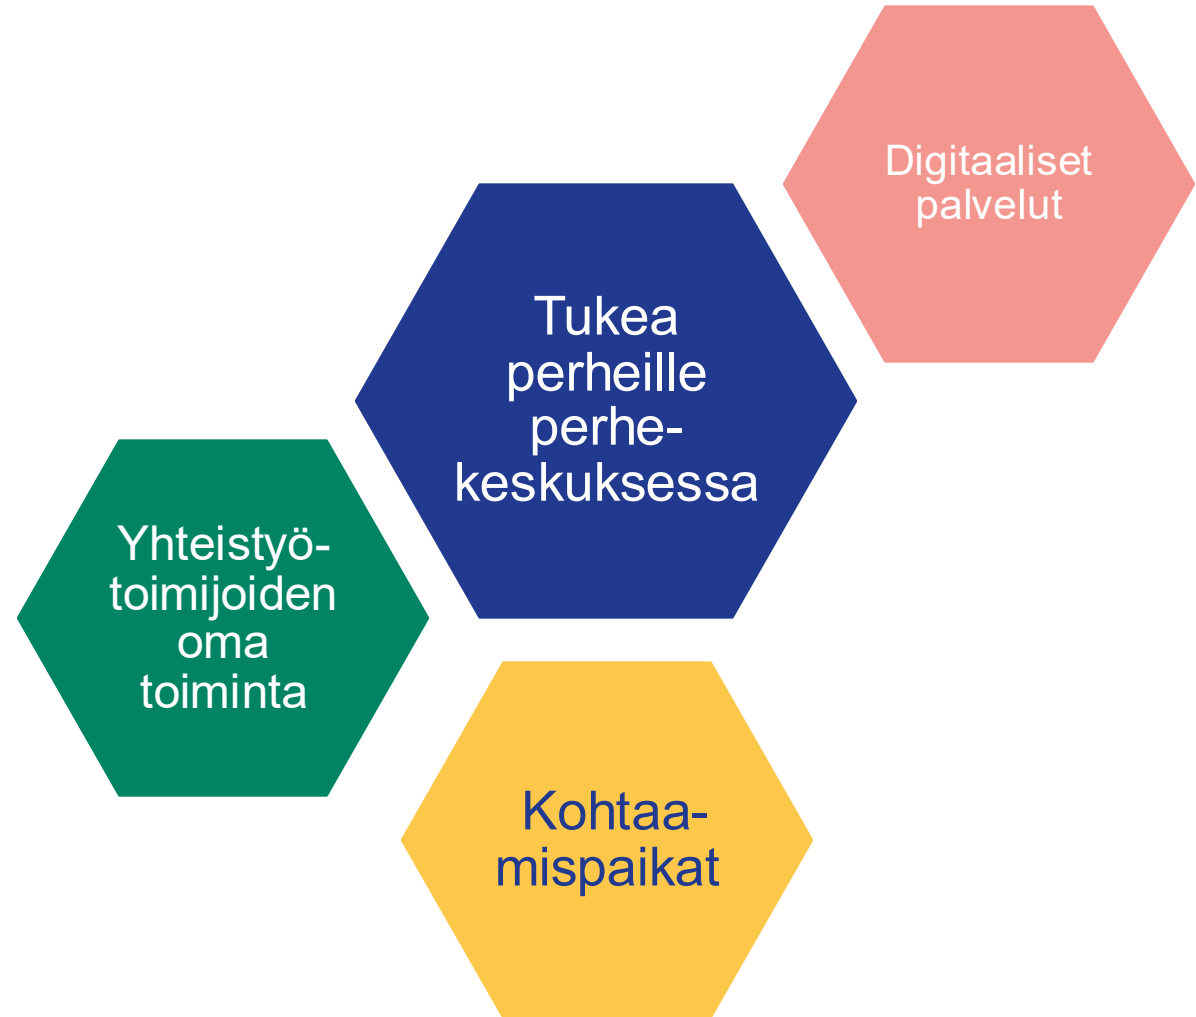 Digitaaliset
palvelut
Tukea
perheille
perhe-
keskuksessa
Yhteistyö-
toimijoiden
oma
toiminta
Kohtaa-
mispaikat